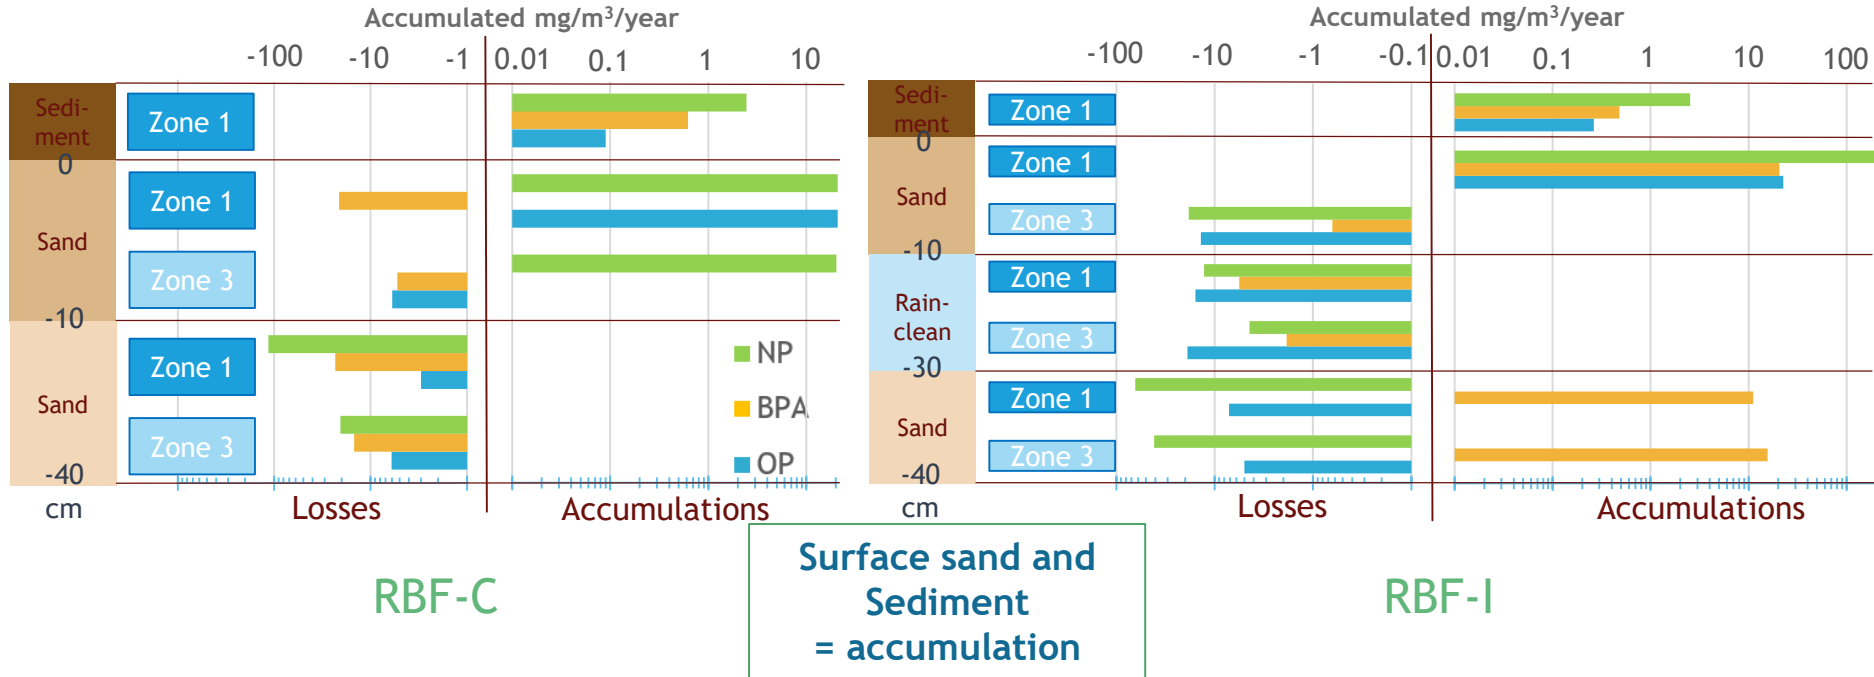 Accumulated mg/m³/year
-100 -10 -1 0.01 0.1 1 10
Sedi-
ment
Zone 1
0
Sand
Zone 1
Zone 3
-10
Sand
Zone 1
Zone 3
-40
cm
Losses
Accumulations
NP
BPA
OP
RBF-C
Accumulated mg/m³/year
-100 -10 -1 -0.1 0.01 0.1 1 10 100
Sedi-
ment
Zone 1
0
Zone 1
Sand
Zone 3
-10
Zone 1
Rain-
clean
Zone 3
-30
Zone 1
Sand
Zone 3
-40
cm
Losses
Accumulations
RBF-I
Surface sand and
Sediment
= accumulation